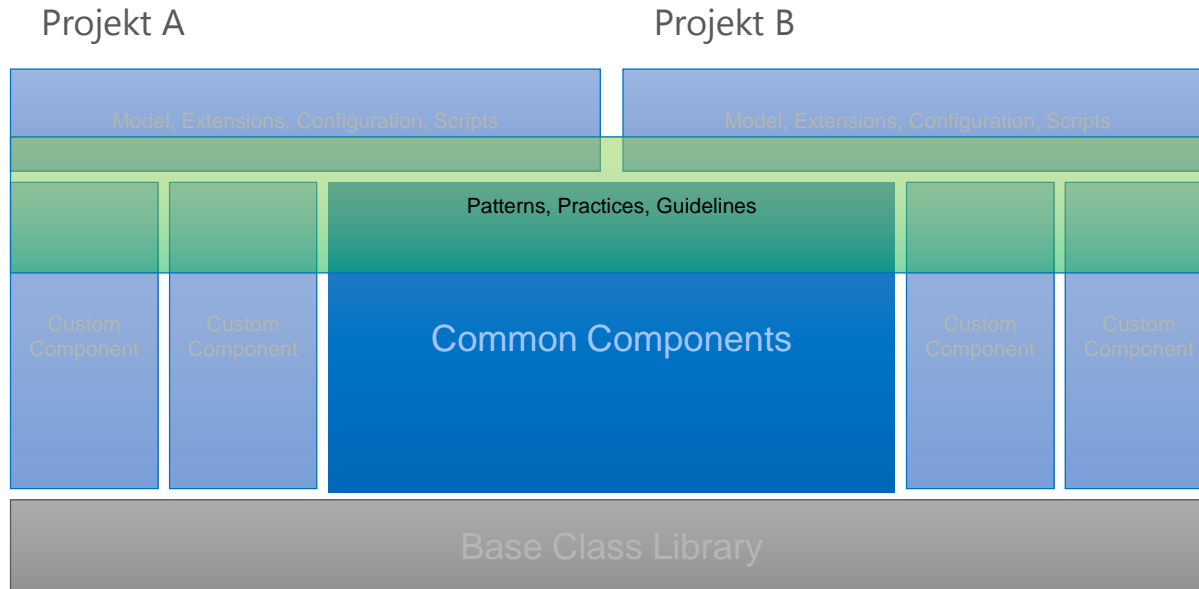 Projekt A
Projekt B
Model, Extensions, Configuration, Scripts
Model, Extensions, Configuration, Scripts
Patterns, Practices, Guidelines
Custom
Component
Custom
Component
Common Components
Custom
Component
Custom
Component
Base Class Library